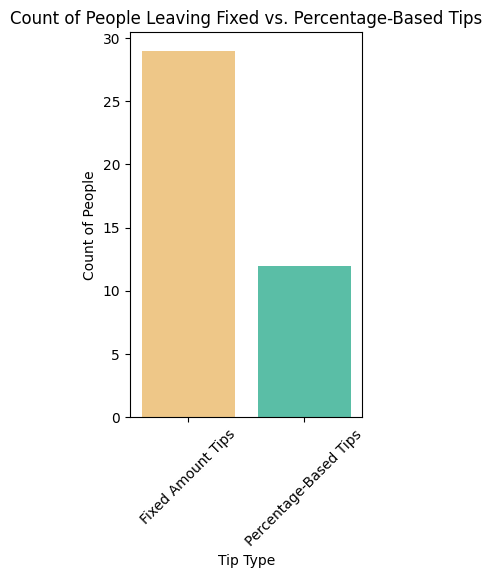 Count of People Leaving Fixed vs. Percentage-Based Tips
30
25
20
15
10
5
0
Count of People
Fixed Amount Tips
Percentage-Based Tips
Tip Type